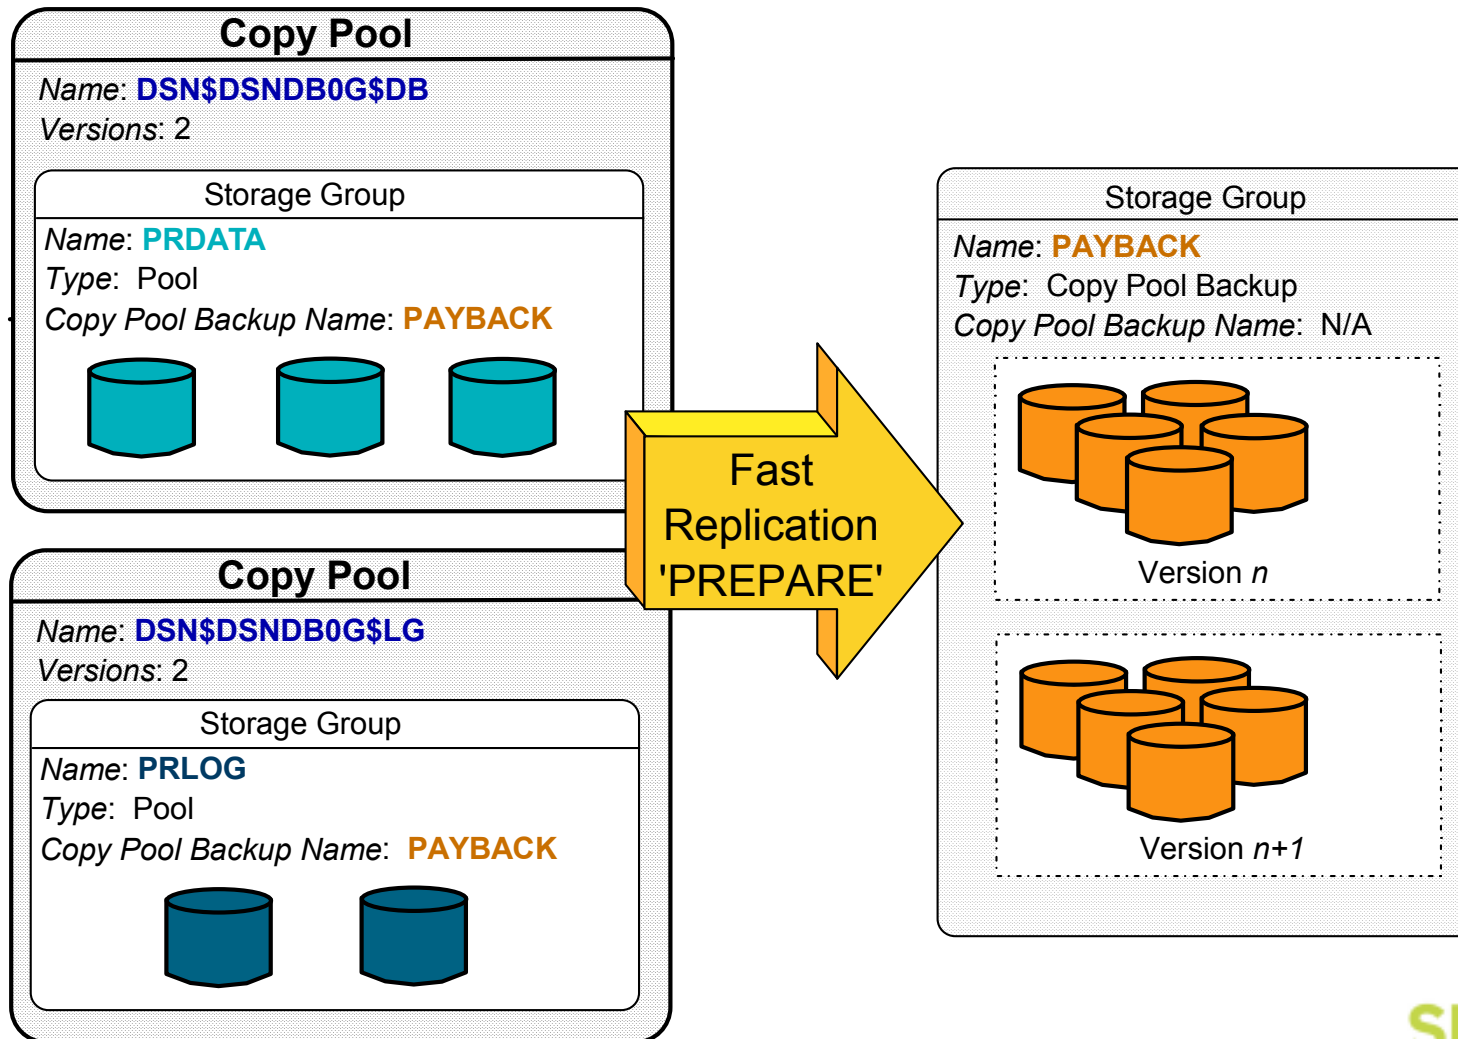 Copy Pool
Name: DSN$DSNDB0G$DB
Versions: 2
Storage Group
Name: PRDATA
Type: Pool
Copy Pool Backup Name: PAYBACK
Copy Pool
Name: DSN$DSNDB0G$LG
Versions: 2
Storage Group
Name: PRLOG
Type: Pool
Copy Pool Backup Name: PAYBACK
Fast
Replication
'PREPARE'
Storage Group
Name: PAYBACK
Type: Copy Pool Backup
Copy Pool Backup Name: N/A
Version n
Version n+1